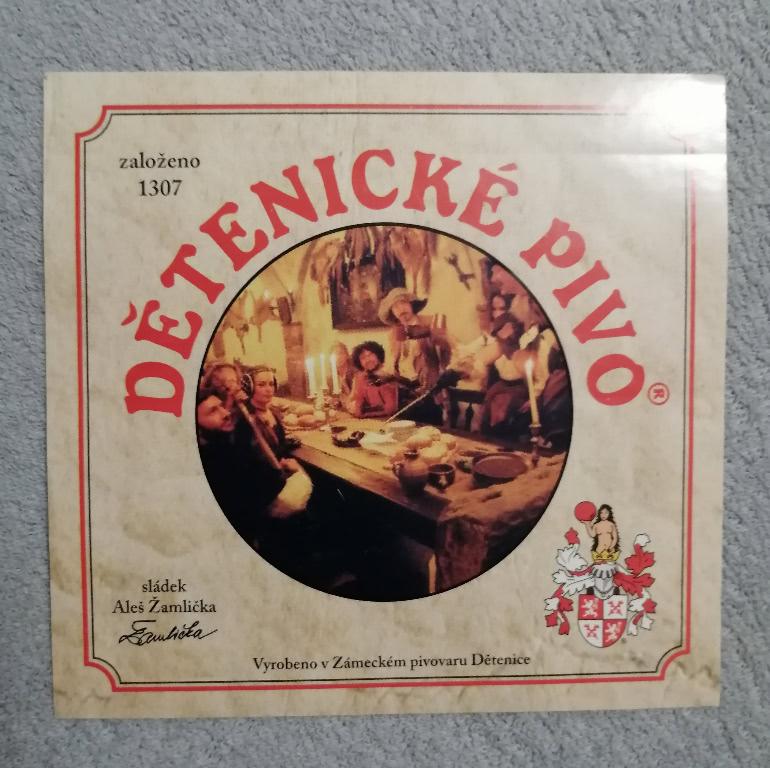 založeno
1307
DĚTENICKÉ PIVO®
sládek
Aleš Žamlička
Žamlička
Vyrobeno v Zámeckém pivovaru Dětenice